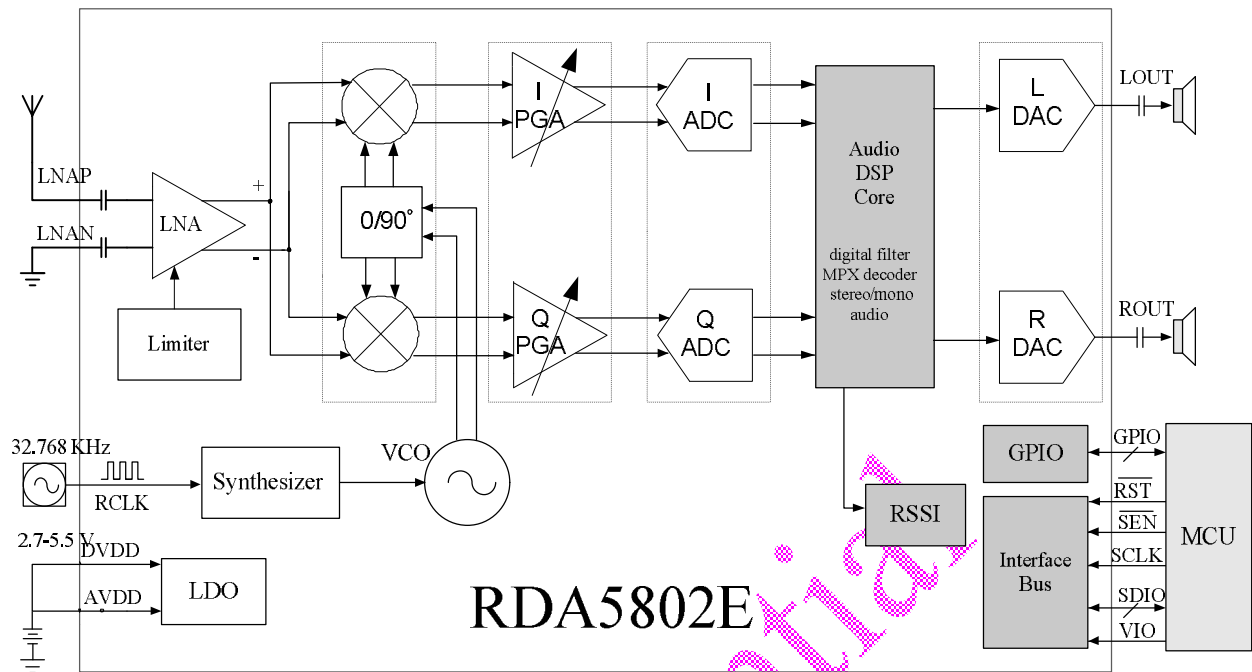 LNAP
LNAN
LNA
+
-
Limiter
0/90°
I
PGA
Q
PGA
I
ADC
Q
ADC
Audio
DSP
Core
digital filter
MPX decoder
stereo/mono
audio
L
DAC
R
DAC
LOUT
ROUT
32.768 KHz
RCLK
Synthesizer
VCO
2.7-5.5 V
DVDD
AVDD
LDO
RDA5802E
RSSI
GPIO
Interface
Bus
GPIO
RST
SEN
SCLK
SDIO
VIO
MCU
ntial